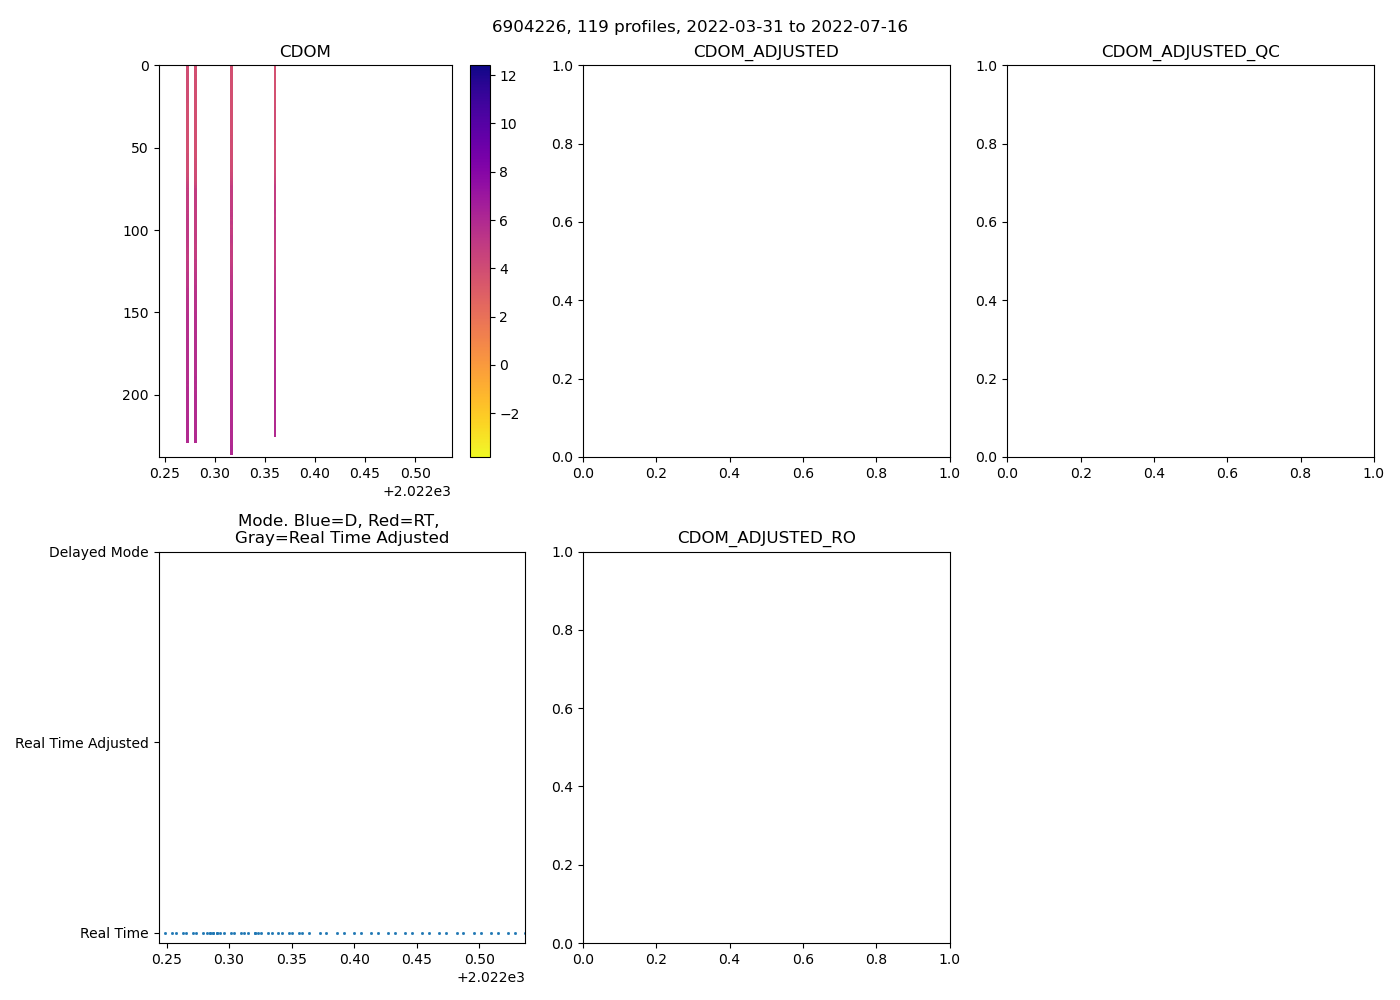 6904226, 119 profiles, 2022-03-31 to 2022-07-16
CDOM
0
50
100
150
200
0.25 0.30 0.35 0.40 0.45 0.50
+2.022e3
12
10
8
6
4
2
0
−2
CDOM_ADJUSTED
1.0
0.8
0.6
0.4
0.2
0.0
0.0 0.2 0.4 0.6 0.8 1.0
CDOM_ADJUSTED_QC
1.0
0.8
0.6
0.4
0.2
0.0
0.0 0.2 0.4 0.6 0.8 1.0
Mode. Blue=D, Red=RT,
Gray=Real Time Adjusted
Delayed Mode
Real Time Adjusted
Real Time
0.25 0.30 0.35 0.40 0.45 0.50
+2.022e3
CDOM_ADJUSTED_RO
1.0
0.8
0.6
0.4
0.2
0.0
0.0 0.2 0.4 0.6 0.8 1.0